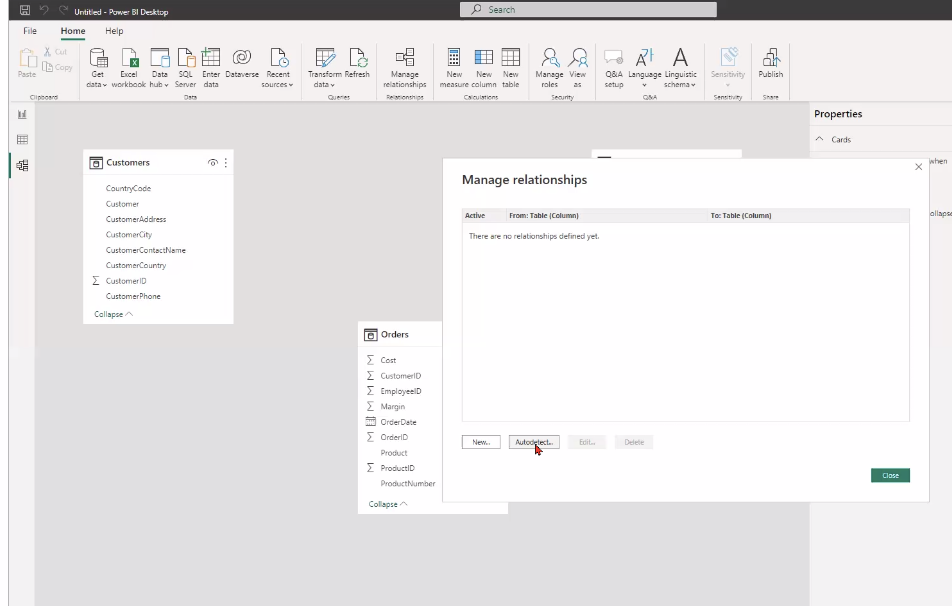 Untitled - Power BI Desktop
Search
File Home Help
Paste
Cut
Copy
Get data
Excel workbook
Data hub
SQL Server
Enter data
Dataverse
Recent sources
Transform data
Refresh
Manage relationships
New measure
New column
New table
Manage roles
View as
Q&A setup
Language
Linguistic schema
Sensitivity
Publish
Clipboard
Data
Queries
Relationships
Calculations
Security
Q&A
Sensitivity
Share
Properties
Cards
when
Customers
CountryCode
Customer
CustomerAddress
CustomerCity
CustomerContactName
CustomerCountry
CustomerID
CustomerPhone
Collapse
Orders
Cost
CustomerID
EmployeeID
Margin
OrderDate
OrderID
Product
ProductID
ProductNumber
Collapse
Manage relationships
Active From: Table (Column) To: Table (Column)
There are no relationships defined yet.
New... Autodetect... Edit... Delete
Close